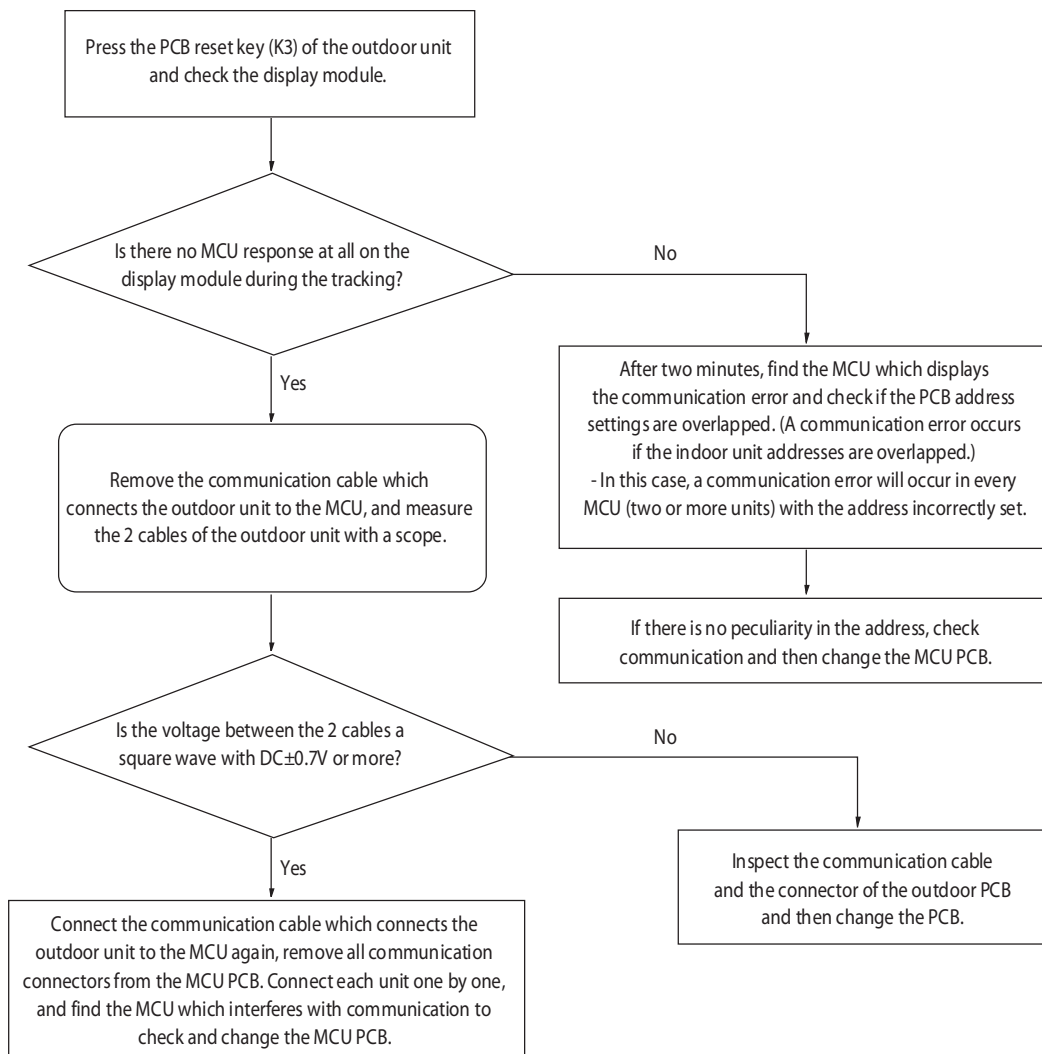 Press the PCB reset key (K3) of the outdoor unit
and check the display module.
Is there no MCU response at all on the
display module during the tracking?
No
Yes
After two minutes, find the MCU which displays
the communication error and check if the PCB address
settings are overlapped. (A communication error occurs
if the indoor unit addresses are overlapped.)
- In this case, a communication error will occur in every
MCU (two or more units) with the address incorrectly set.
Remove the communication cable which
connects the outdoor unit to the MCU, and measure
the 2 cables of the outdoor unit with a scope.
If there is no peculiarity in the address, check
communication and then change the MCU PCB.
Is the voltage between the 2 cables a
square wave with DC±0.7V or more?
No
Yes
Inspect the communication cable
and the connector of the outdoor PCB
and then change the PCB.
Connect the communication cable which connects the
outdoor unit to the MCU again, remove all communication
connectors from the MCU PCB. Connect each unit one by one,
and find the MCU which interferes with communication to
check and change the MCU PCB.